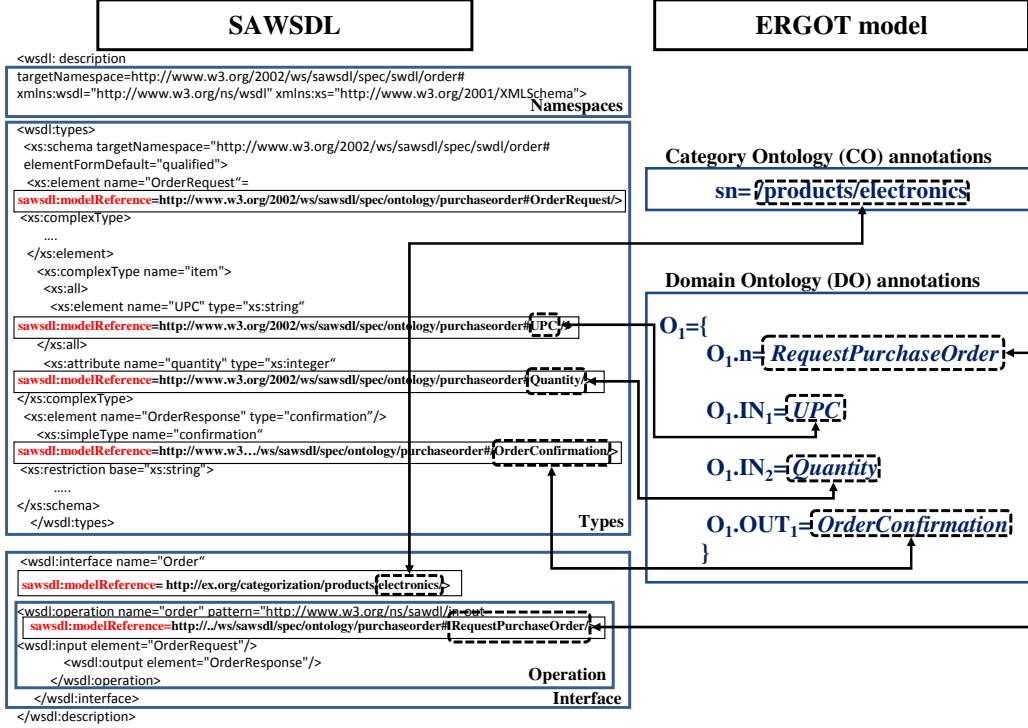 SAWSDL
<wsdl: description
targetNamespace=http://www.w3.org/2002/ws/sawsdl/spec/swdl/order#
xmlns:wsdl="http://www.w3.org/ns/wsdl" xmlns:xs="http://www.w3.org/2001/XMLSchema">
Namespaces
<wsdl:types>
<xs:schema targetNamespace="http://www.w3.org/2002/ws/sawsdl/spec/swd/order#
elementFormDefault="qualified">
<xs:element name="OrderRequest“=
sawsdl:modelReference=http://www.w3.org/2002/ws/sawsdl/spec/ontology/purchaseorder#OrderRequest/>
<xs:complexType>
....
</xs:element>
<xs:complexType name="item">
<xs:all>
<xs:element name="UPC" type="xs:string“
sawsdl:modelReference=http://www.w3.org/2002/ws/sawsdl/spec/ontology/purchaseorder#UPC/>
</xs:all>
<xs:attribute name="quantity" type="xs:integer“
sawsdl:modelReference=http://www.w3.org/2002/ws/sawsdl/spec/ontology/purchaseorder#Quantity/>
</xs:complexType>
<xs:element name="OrderResponse" type="confirmation”/>
<xs:simpleType name="confirmation“
sawsdl:modelReference=http://www.w3…/ws/sawsdl/spec/ontology/purchaseorder#/OrderConfirmation/>
<xs:restriction base="xs:string">
.....
</xs:schema>
</wsdl:types>
Types
<wsdl:interface name="Order“
sawsdl:modelReference= http://ex.org/categorization/products/electronics/>
<wsdl:operation name="order" pattern="http://www.w3.org/ns/sawdl/in-out
sawsdl:modelReference=http://../ws/sawsdl/spec/ontology/purchaseorder#RequestPurchaseOrder/>
<wsdl:input element="OrderRequest"/>
<wsdl:output element="OrderResponse"/>
</wsdl:operation>
Operation
</wsdl:interface>
Interface
</wsdl:description>
ERGOT model
Category Ontology (CO) annotations
sn= /products/electronics
Domain Ontology (DO) annotations
O1={
O1.n= RequestPurchaseOrder
O1.IN1= UPC
O1.IN2= Quantity
O1.OUT1= OrderConfirmation
}